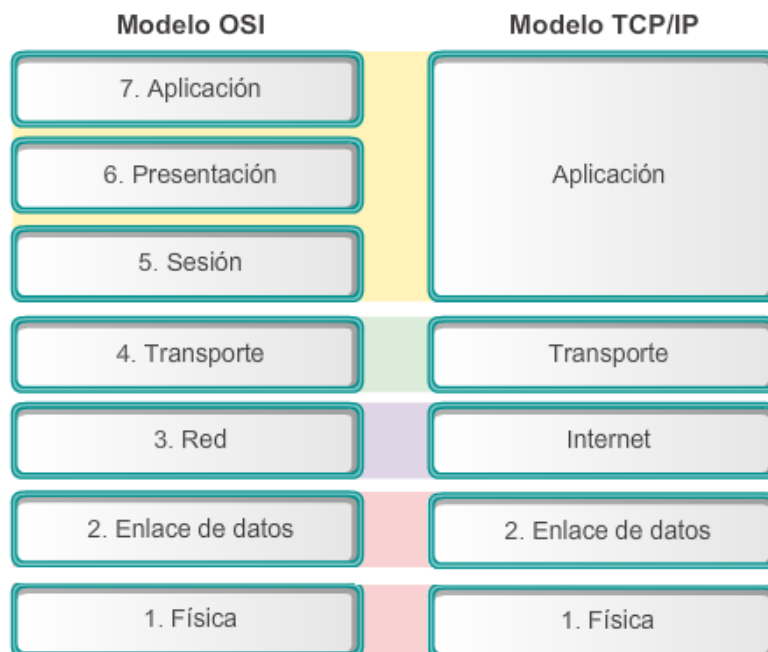 Modelo OSI
Modelo TCP/IP
7. Aplicación
6. Presentación
5. Sesión
Aplicación
4. Transporte
Transporte
3. Red
Internet
2. Enlace de datos
2. Enlace de datos
1. Física
1. Física